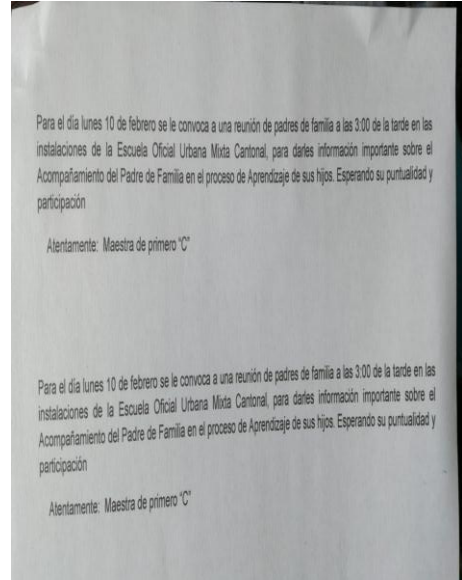 Para el día lunes 10 de febrero se le convoca a una reunión de padres de familia a las 3:00 de la tarde en las
instalaciones de la Escuela Oficial Urbana Mixta Cantonal, para darles información importante sobre el
Acompañamiento del Padre de Familia en el proceso de Aprendizaje de sus hijos. Esperando su puntualidad y
participación
Atentamente: Maestra de primero "C"
Para el día lunes 10 de febrero se le convoca a una reunión de padres de familia a las 3:00 de la tarde en las
instalaciones de la Escuela Oficial Urbana Mixta Cantonal, para darles información importante sobre el
Acompañamiento del Padre de Familia en el proceso de Aprendizaje de sus hijos. Esperando su puntualidad y
participación
Atentamente: Maestra de primero "C"